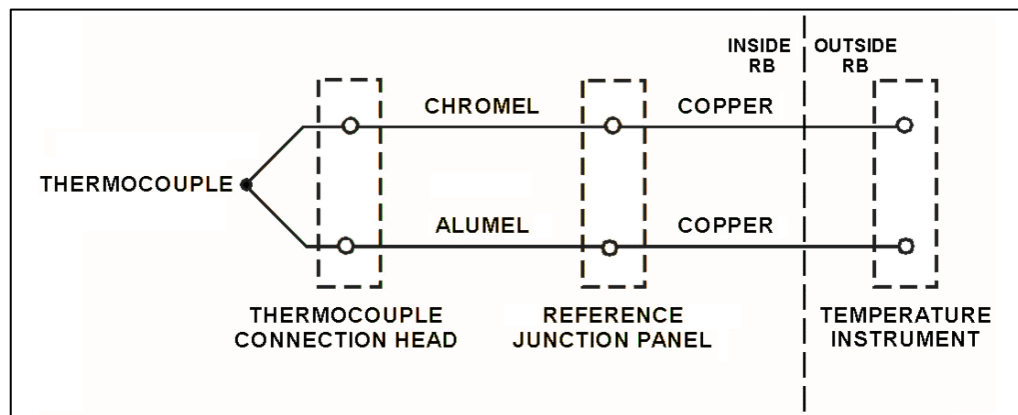 INSIDE RB
OUTSIDE RB
CHROMEL
COPPER
THERMOCOUPLE
ALUMEL
COPPER
THERMOCOUPLE
CONNECTION HEAD
REFERENCE
JUNCTION PANEL
TEMPERATURE
INSTRUMENT